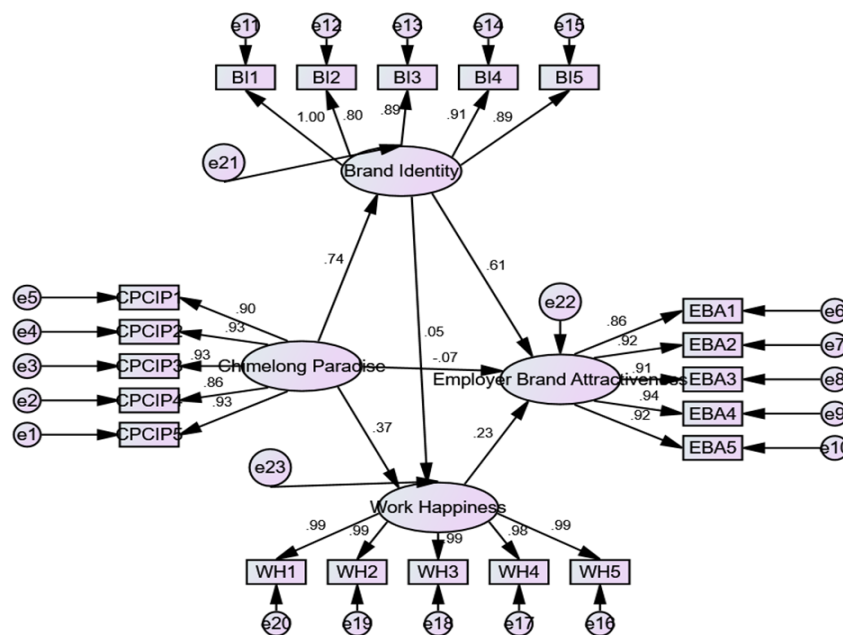 e11 e12 e13 e14 e15
BI1 BI2 BI3 BI4 BI5
1.00 .80 .89 .91 .89
e21
Brand Identity
.74 .61
e5 CPCIP1 .90
e22
e4 CPCIP2 .93
.05
.86 EBA1 e6
e3 CPCIP3 .93
Chimelong Paradise
-.07
.92 EBA2 e7
e2 CPCIP4 .86
Employer Brand Attractiveness
.91 EBA3 e8
e1 CPCIP5 .93
.94 EBA4 e9
.92 EBA5 e10
.37 .23
e23
Work Happiness
.99 .99 .99 .98 .99
WH1 WH2 WH3 WH4 WH5
e20 e19 e18 e17 e16